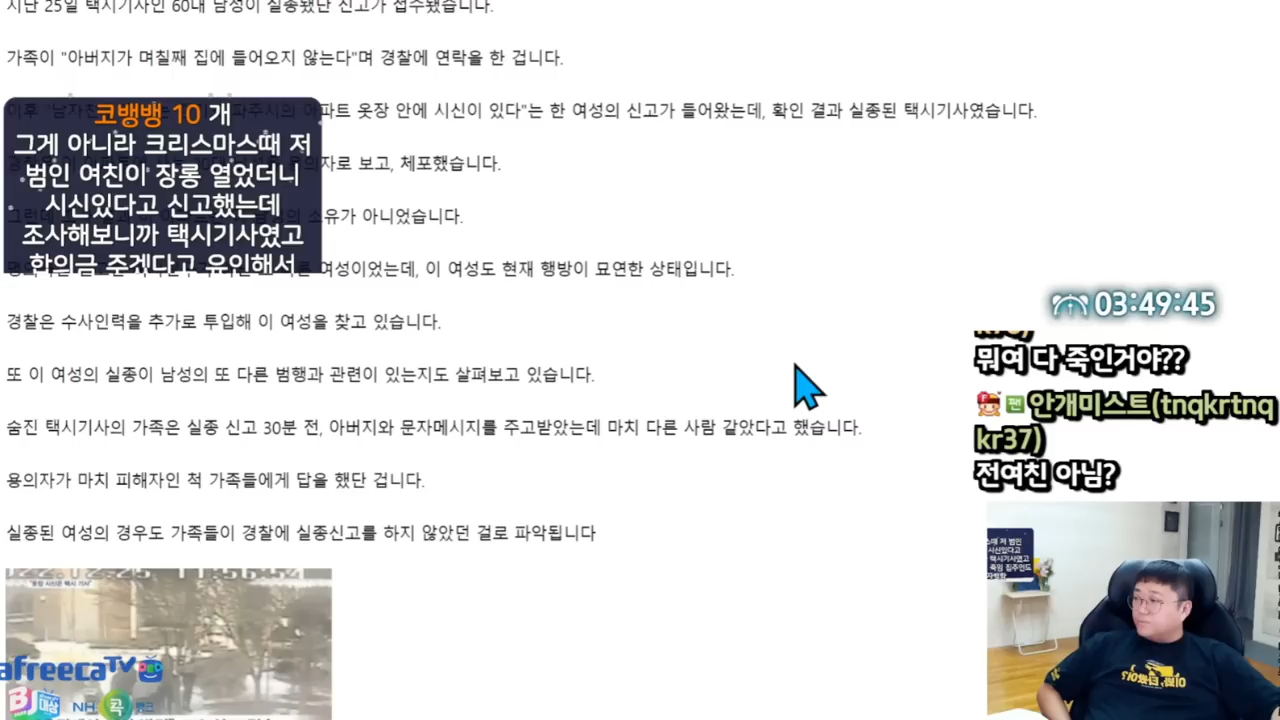 지난 25일 택시기사인 60대 남성이 실종됐단 신고가 접수됐습니다.
가족이 "아버지가 며칠째 집에 들어오지 않는다"며 경찰에 연락을 한 겁니다.
파트 옷장 안에 시신이 있다"는 한 여성의 신고가 들어왔는데, 확인 결과 실종된 택시기사였습니다.
보고, 체포했습니다.
아니었습니다.
여성이었는데, 이 여성도 현재 행방이 묘연한 상태입니다.
코뱅뱅 10 개
그게 아니라 크리스마스때 저
범인 여친이 장롱 열었더니
시신있다고 신고했는데
조사해보니까 택시기사였고
합의금 주겠다고 유인해서
경찰은 수사인력을 추가로 투입해 이 여성을 찾고 있습니다.
또 이 여성의 실종이 남성의 또 다른 범행과 관련이 있는지도 살펴보고 있습니다.
숨진 택시기사의 가족은 실종 신고 30분 전, 아버지와 문자메시지를 주고받았는데 마치 다른 사람 같았다고 했습니다.
용의자가 마치 피해자인 척 가족들에게 답을 했단 겁니다.
실종된 여성의 경우도 가족들이 경찰에 실종신고를 하지 않았던 걸로 파악됩니다
03:49:45
뭐여 다 죽인거야??
팬 안개미스트(tnqkrtnq
kr37)
전여친 아님?
afreecaTV
BJ대상
NH 콕뱅크
시신있다고
택시기사였고